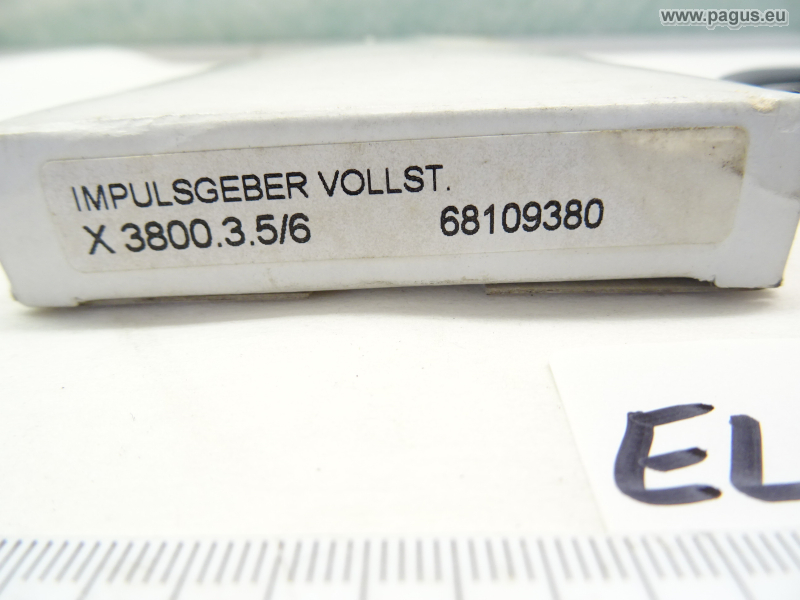 www.pagus.eu
IMPULSGEBER VOLLST.
X 3800.3.5/6 68109380
EL